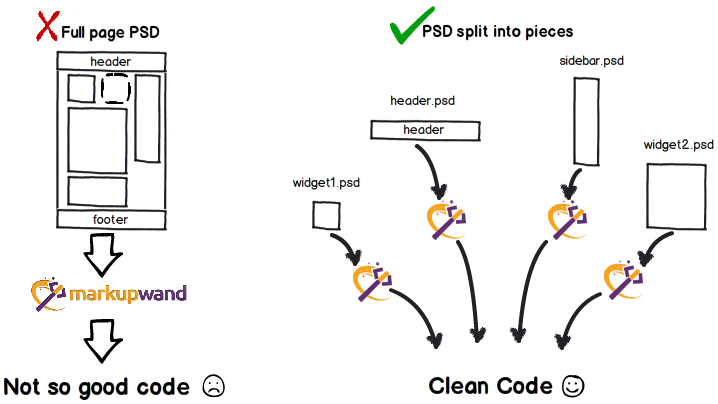 Full page PSD
header
footer
markupwand
Not so good code
PSD split into pieces
sidebar.psd
header.psd
header
widget2.psd
widget1.psd
Clean Code